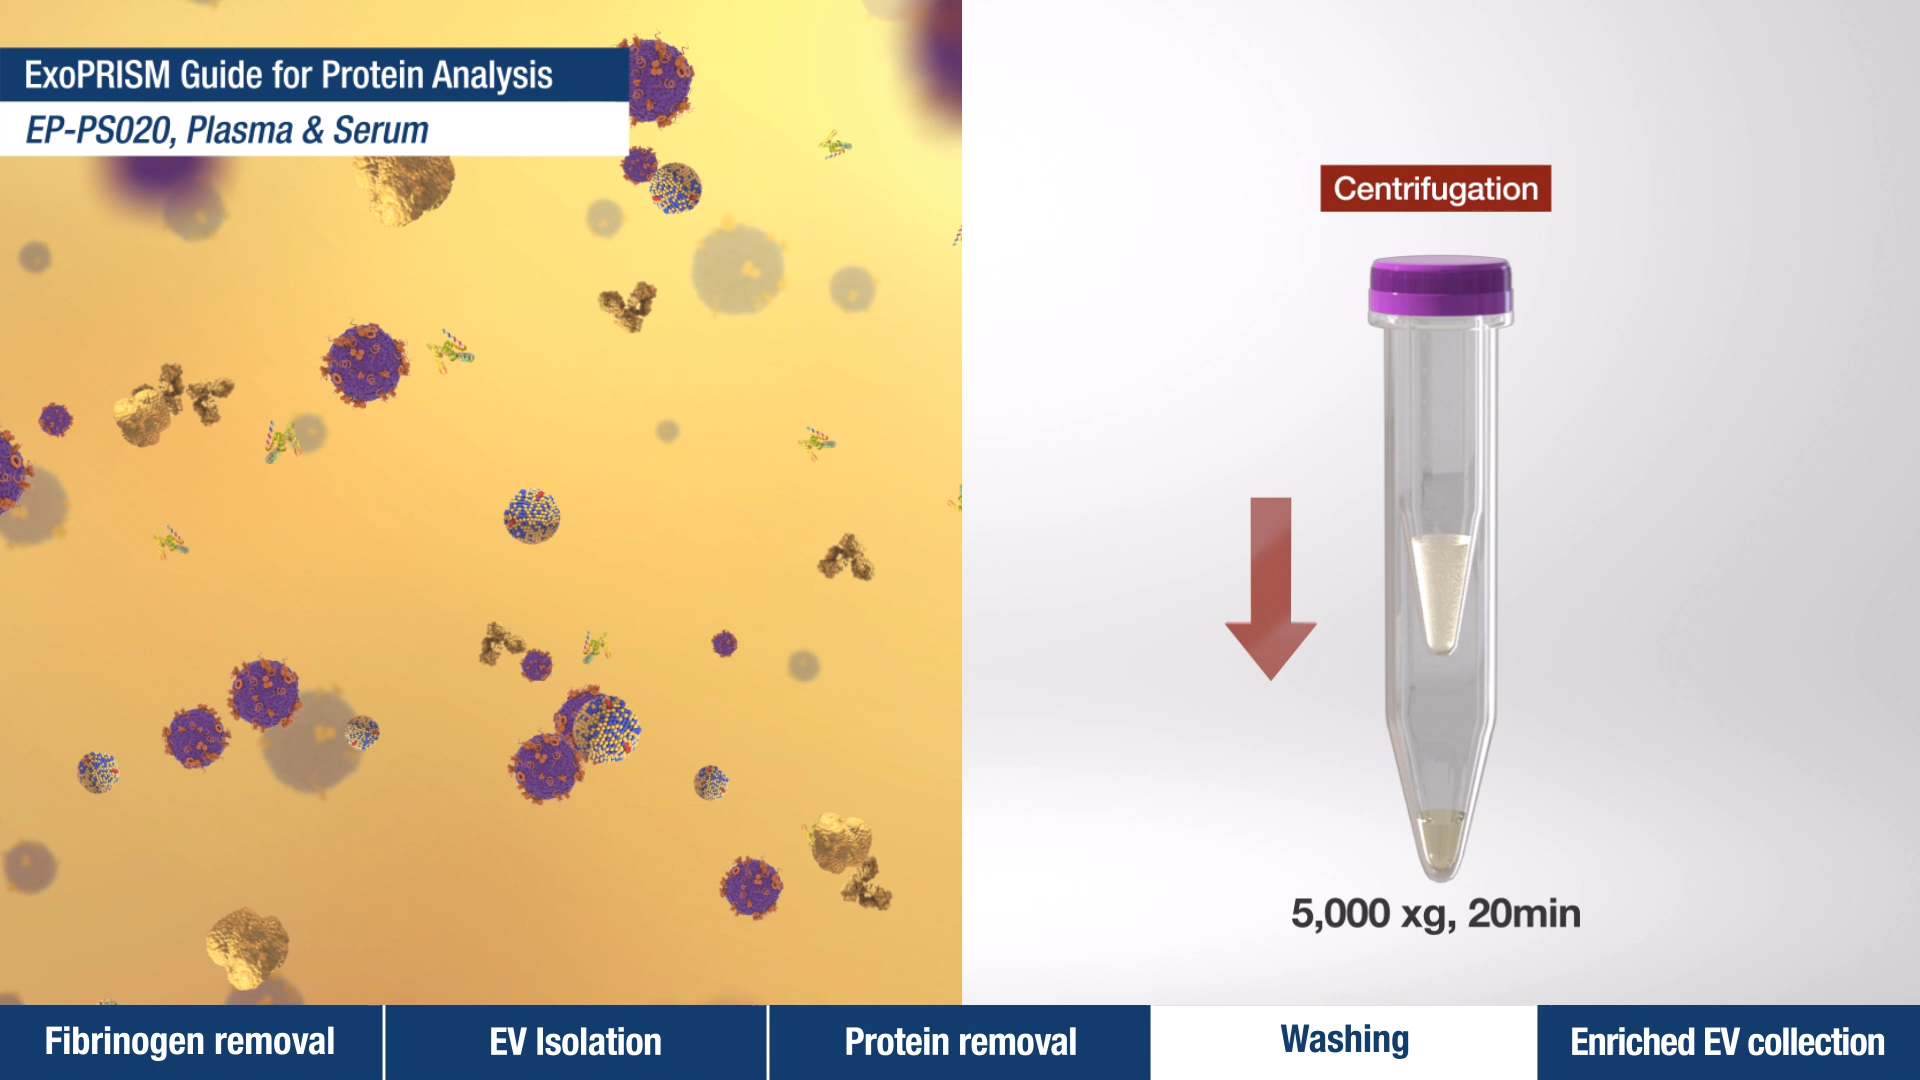 ExoPRISM Guide for Protein Analysis
EP-PS020, Plasma & Serum
Centrifugation
5,000 xg, 20min
Fibrinogen removal
EV Isolation
Protein removal
Washing
Enriched EV collection